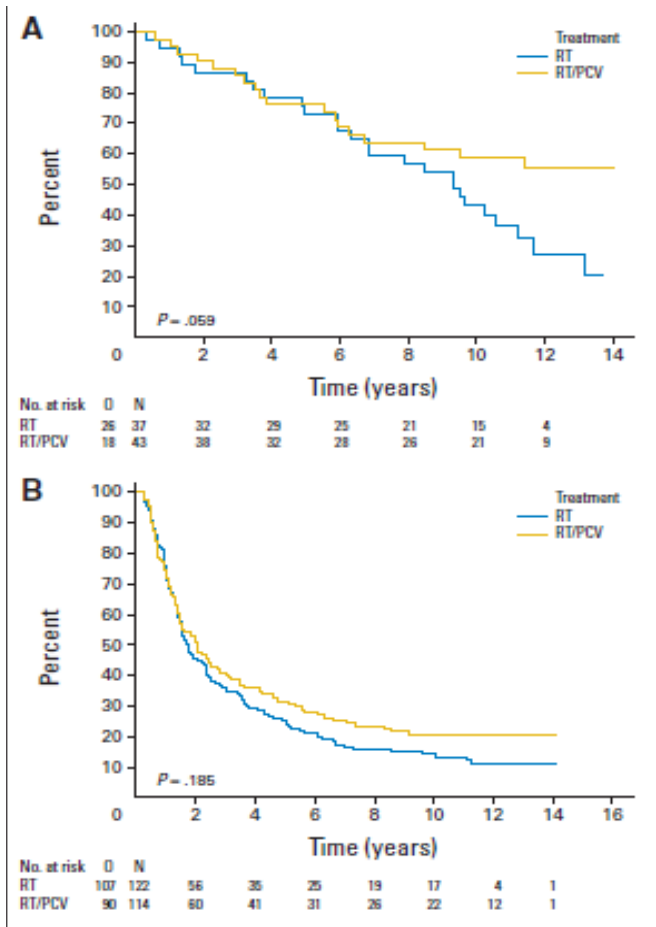 A
Treatment
RT
RT/PCV
100
90
80
70
60
50
40
30
20
10
Percent
P = .059
0 2 4 6 8 10 12 14
Time (years)
No. at risk O N
RT 26 37 32 29 25 21 15 4
RT/PCV 18 43 38 32 28 26 21 9
B
Treatment
RT
RT/PCV
100
90
80
70
60
50
40
30
20
10
Percent
P = .185
0 2 4 6 8 10 12 14 16
Time (years)
No. at risk O N
RT 107 122 56 35 25 19 17 4 1
RT/PCV 90 114 60 41 31 26 22 12 1